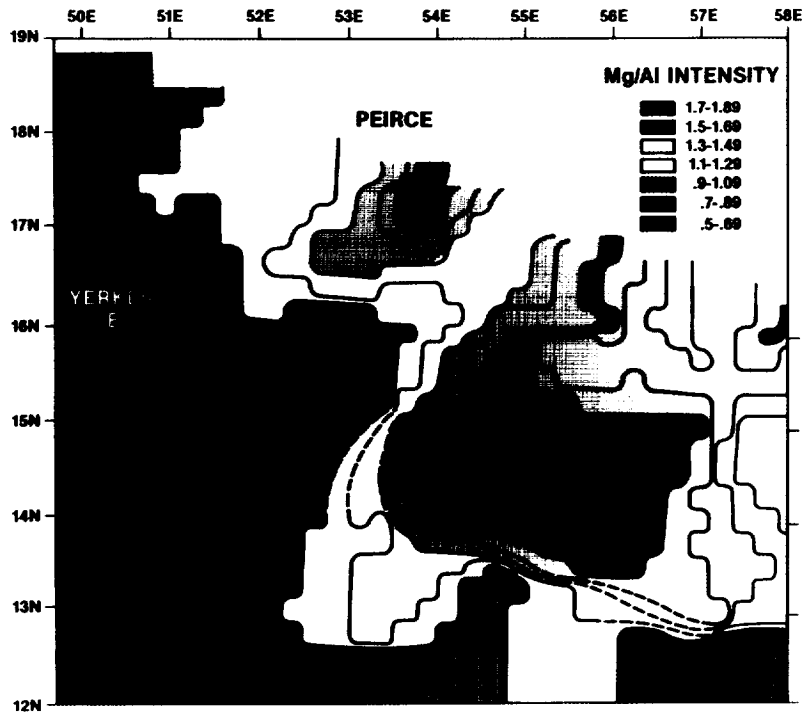 50E 51E 52E 53E 54E 55E 56E 57E 58E
19N
Mg/Al INTENSITY
1.7-1.89
1.5-1.69
1.3-1.49
1.1-1.29
.9-1.09
.7-.89
.5-.69
PEIRCE
18N
17N
16N
15N
14N
13N
12N